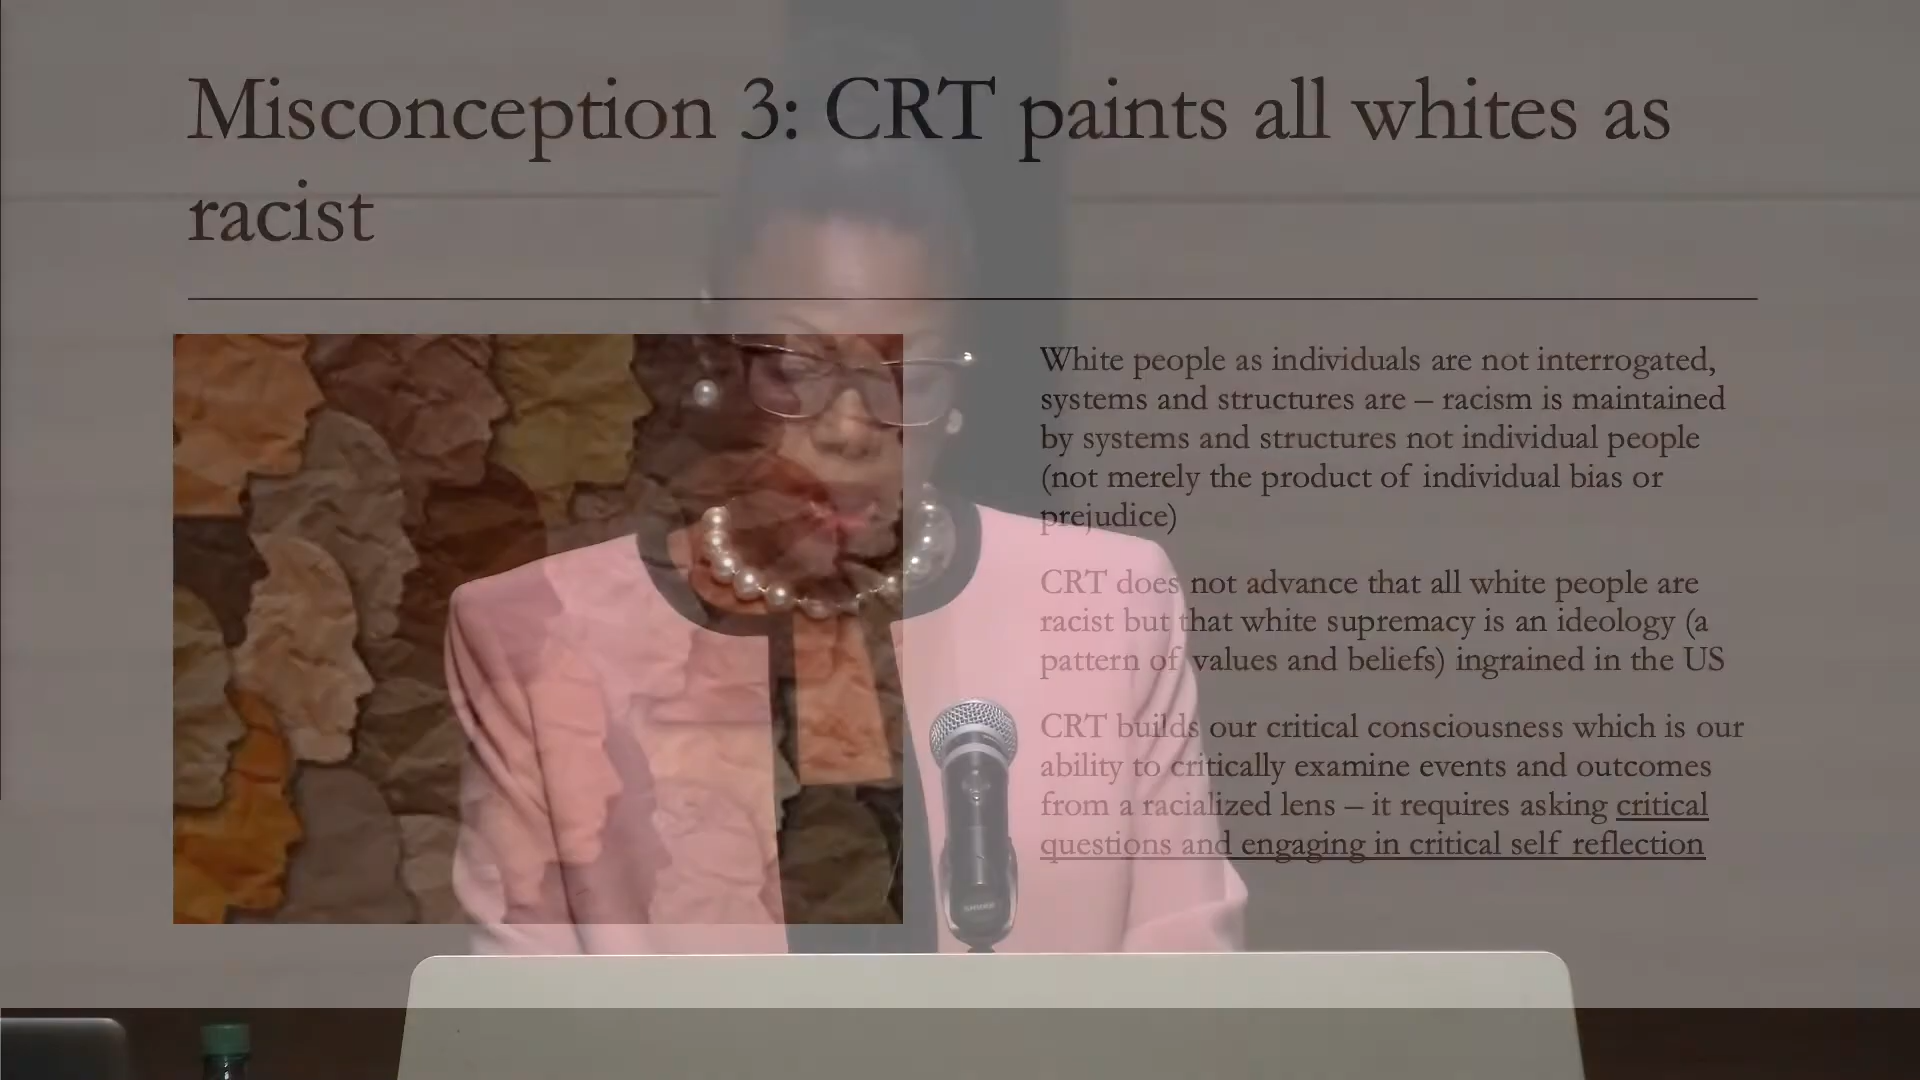 Misconception 3: CRT paints all whites as
racist
White people as individuals are not interrogated,
systems and structures are – racism is maintained
by systems and structures not individual people
(not merely the product of individual bias or
prejudice)
CRT does not advance that all white people are
racist but that white supremacy is an ideology (a
pattern of values and beliefs) ingrained in the US
CRT builds our critical consciousness which is our
ability to critically examine events and outcomes
from a racialized lens – it requires asking critical
questions and engaging in critical self reflection
SHURE